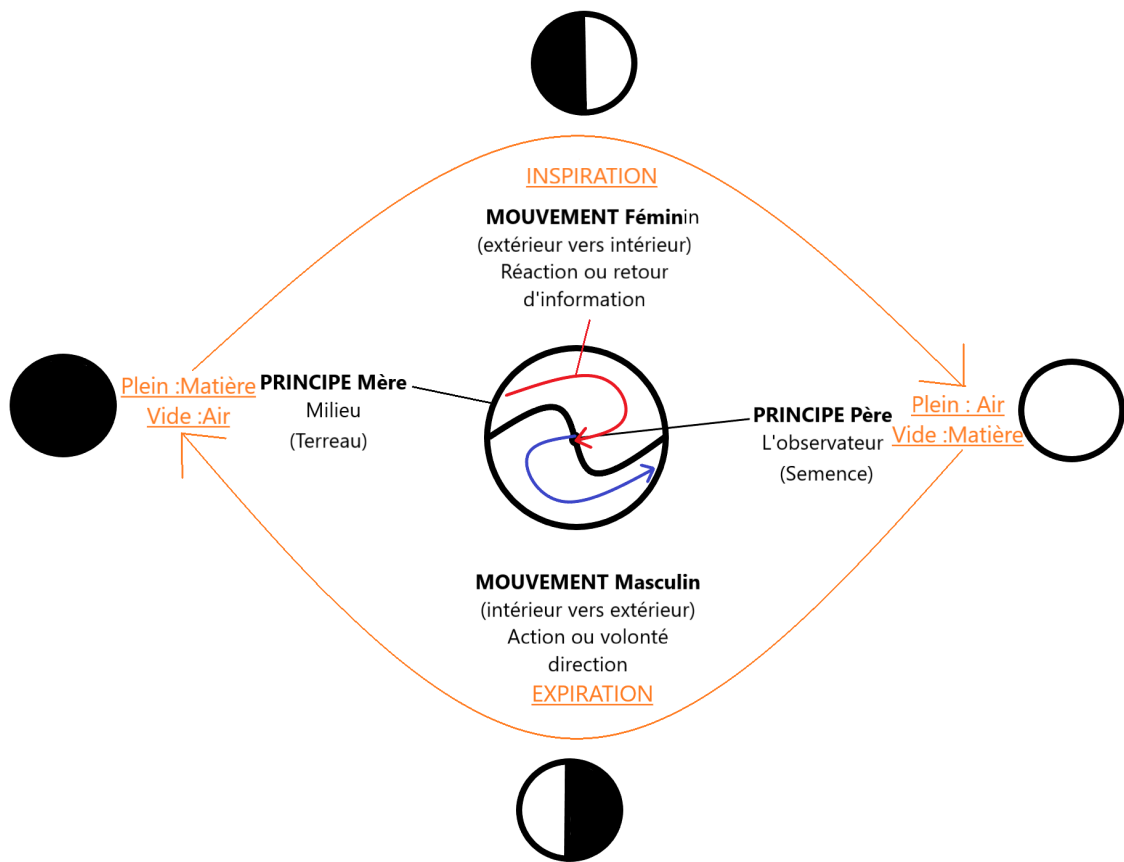 INSPIRATION
MOUVEMENT Féminin
(extérieur vers intérieur)
Réaction ou retour
d'information
Plein :Matière
Vide :Air
PRINCIPE Mère
Milieu
(Terreau)
PRINCIPE Père
L'observateur
(Semence)
Plein : Air
Vide :Matière
MOUVEMENT Masculin
(intérieur vers extérieur)
Action ou volonté
direction
EXPIRATION